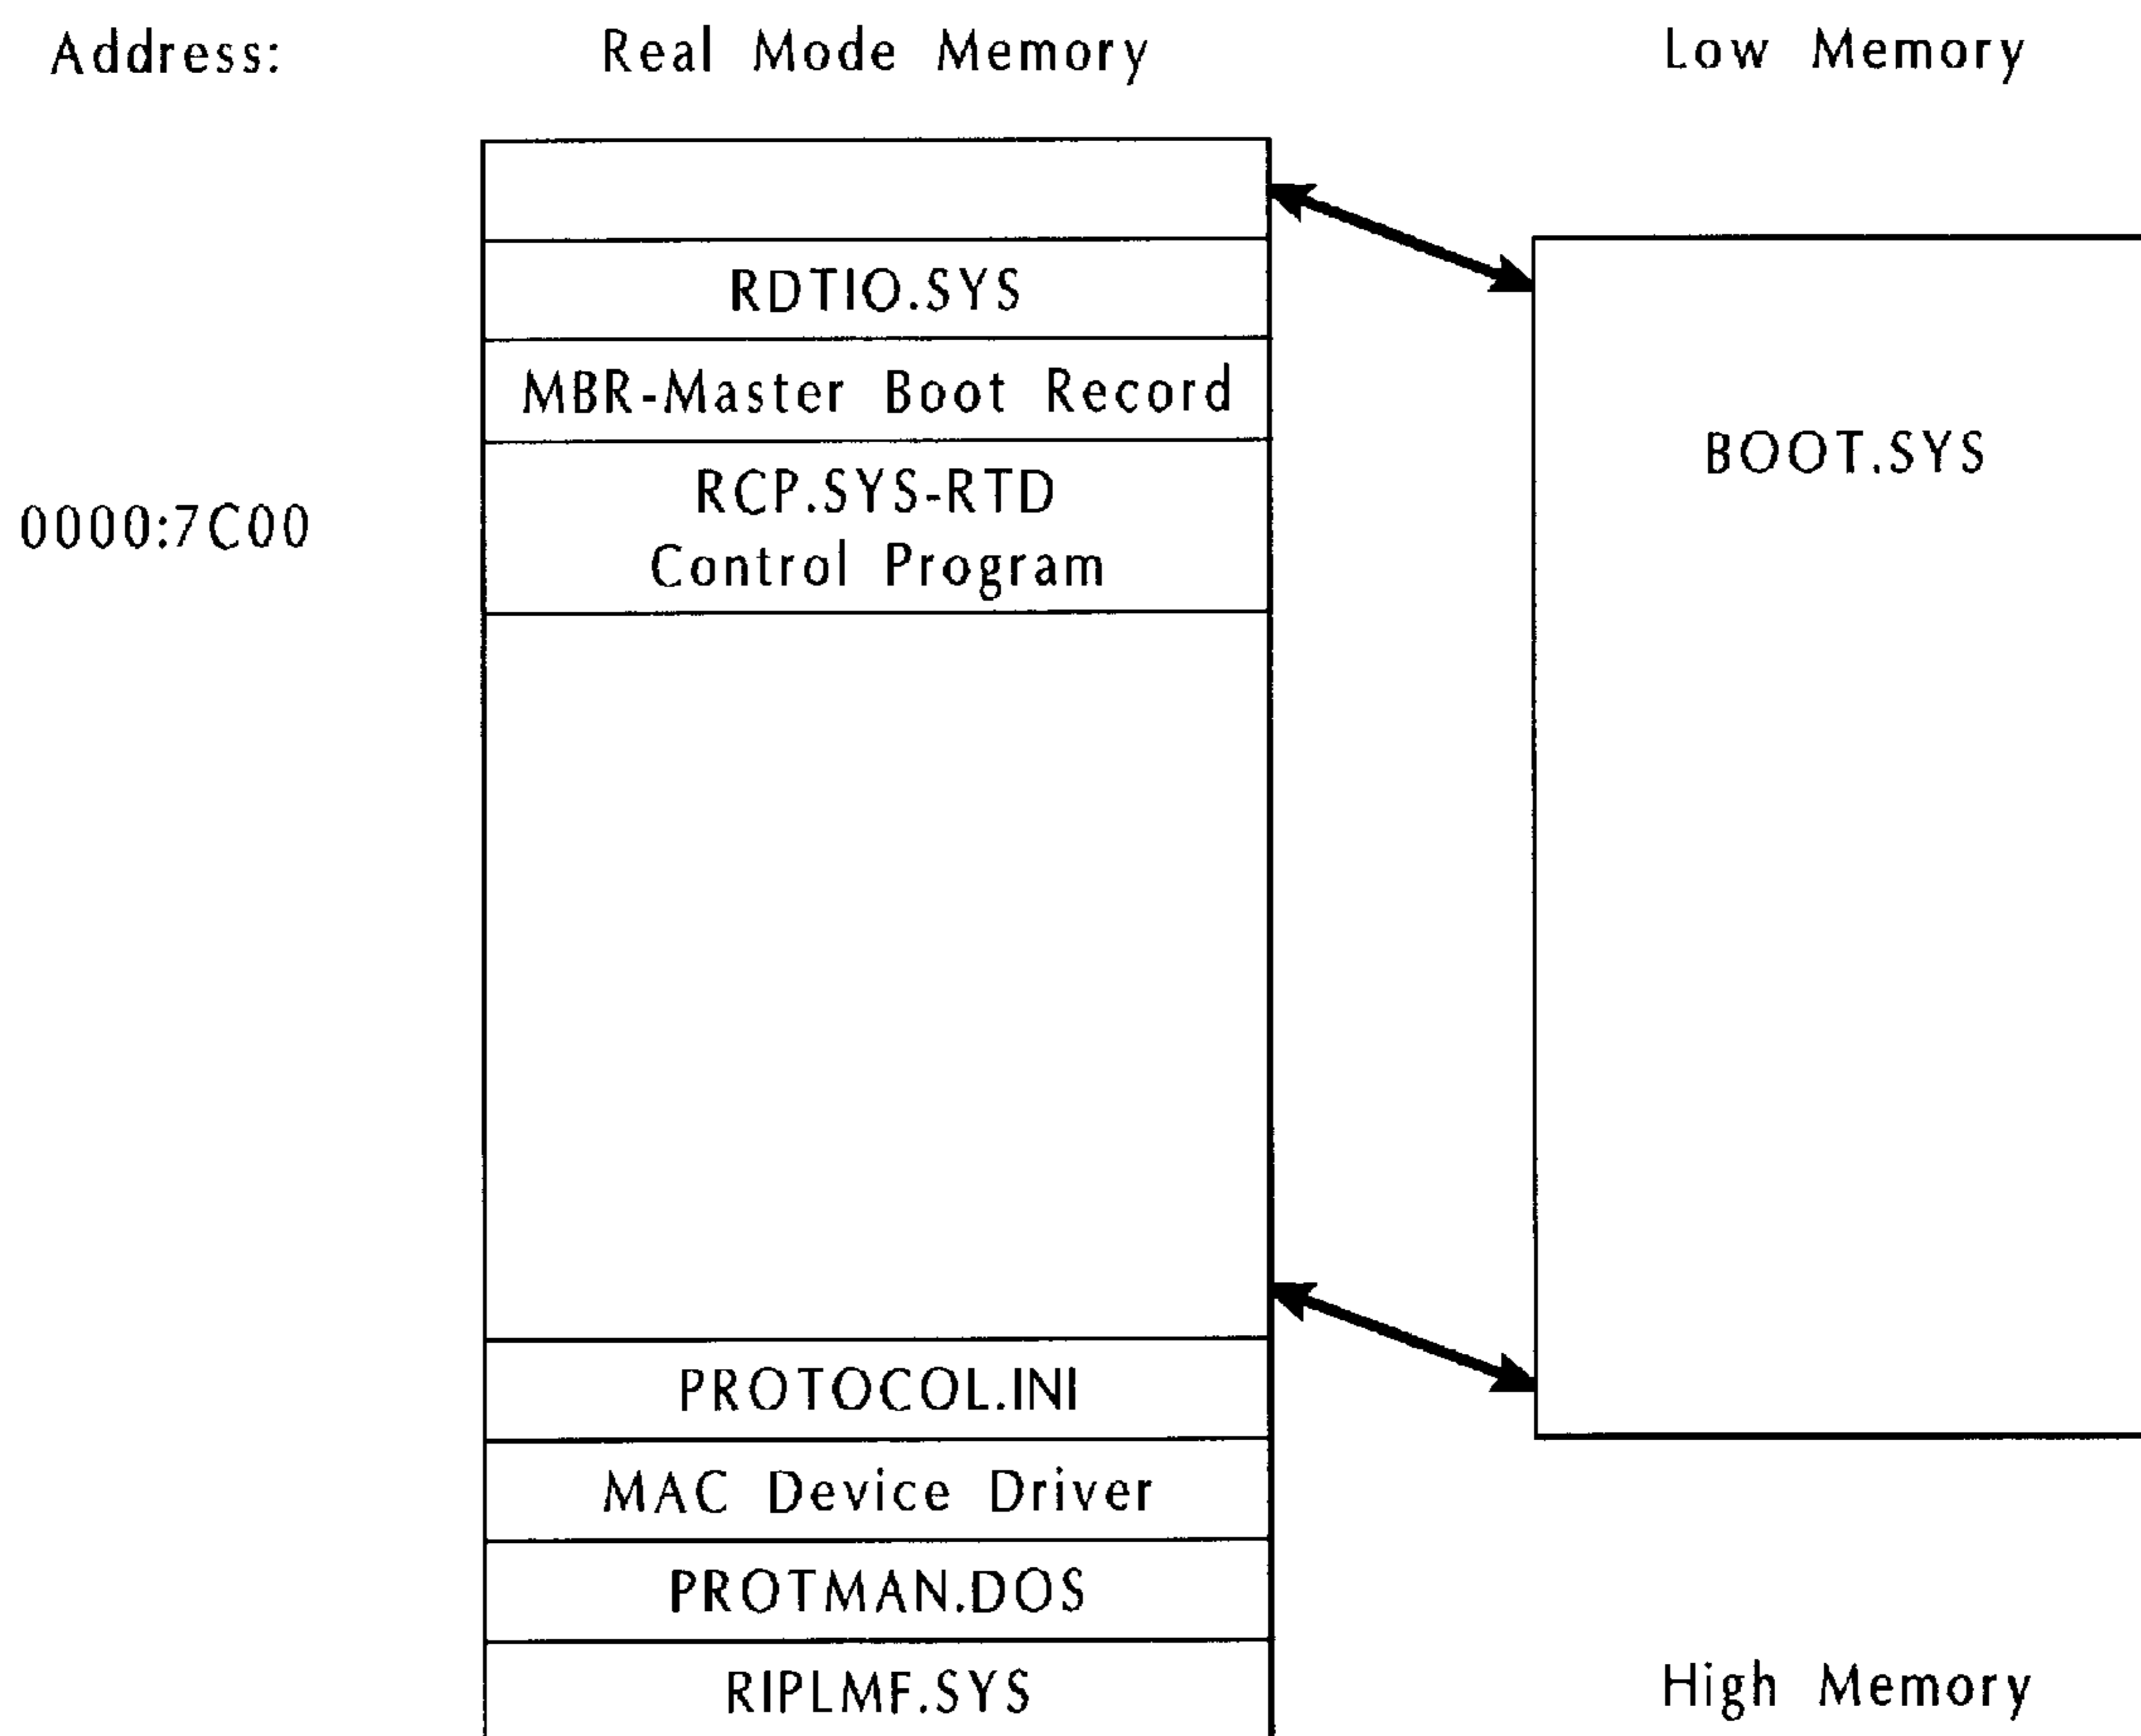 Address:
Real Mode Memory
Low Memory
RDTIO.SYS
MBR-Master Boot Record
RCP.SYS-RTD
Control Program
0000:7C00
BOOT.SYS
PROTOCOL.INI
MAC Device Driver
PROTMAN.DOS
RIPLMF.SYS
High Memory